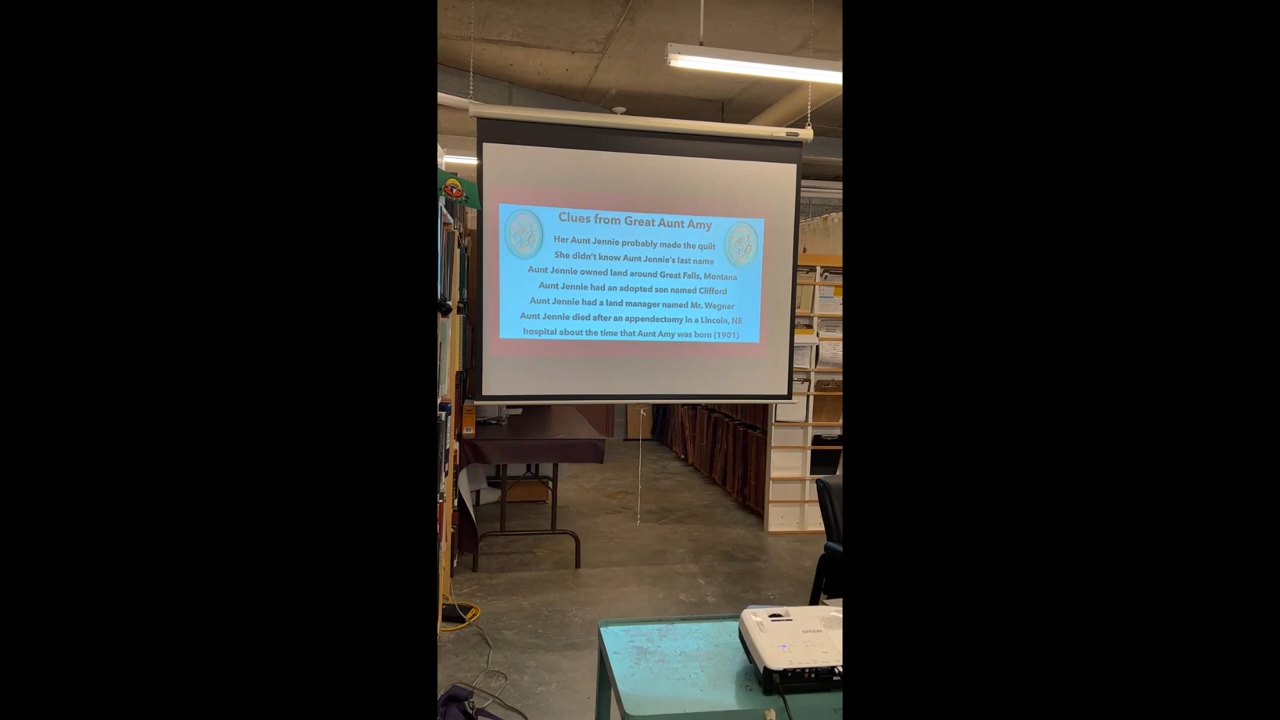 Clues from Great Aunt Amy
Her Aunt Jennie probably made the quilt
She didn't know Aunt Jennie's last name
Aunt Jennie owned land around Great Falls, Montana
Aunt Jennie had an adopted son named Clifford
Aunt Jennie had a land manager named Mr. Wagner
Aunt Jennie died after an appendectomy in a Lincoln, NE
hospital about the time that Aunt Amy was born (1901)
EPSON